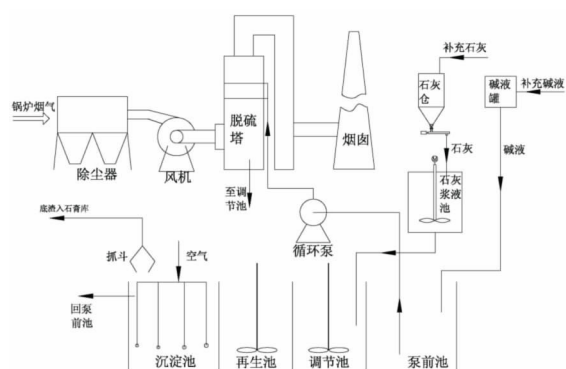 补充石灰
石灰
仓
碱液
罐
补充碱液
锅炉烟气
脱硫
塔
烟囱
石灰
碱液
除尘器
风机
石灰
浆液
池
至调
节池
底渣入石膏库
循环泵
抓斗
空气
回泵
前池
沉淀池
再生池
调节池
泵前池